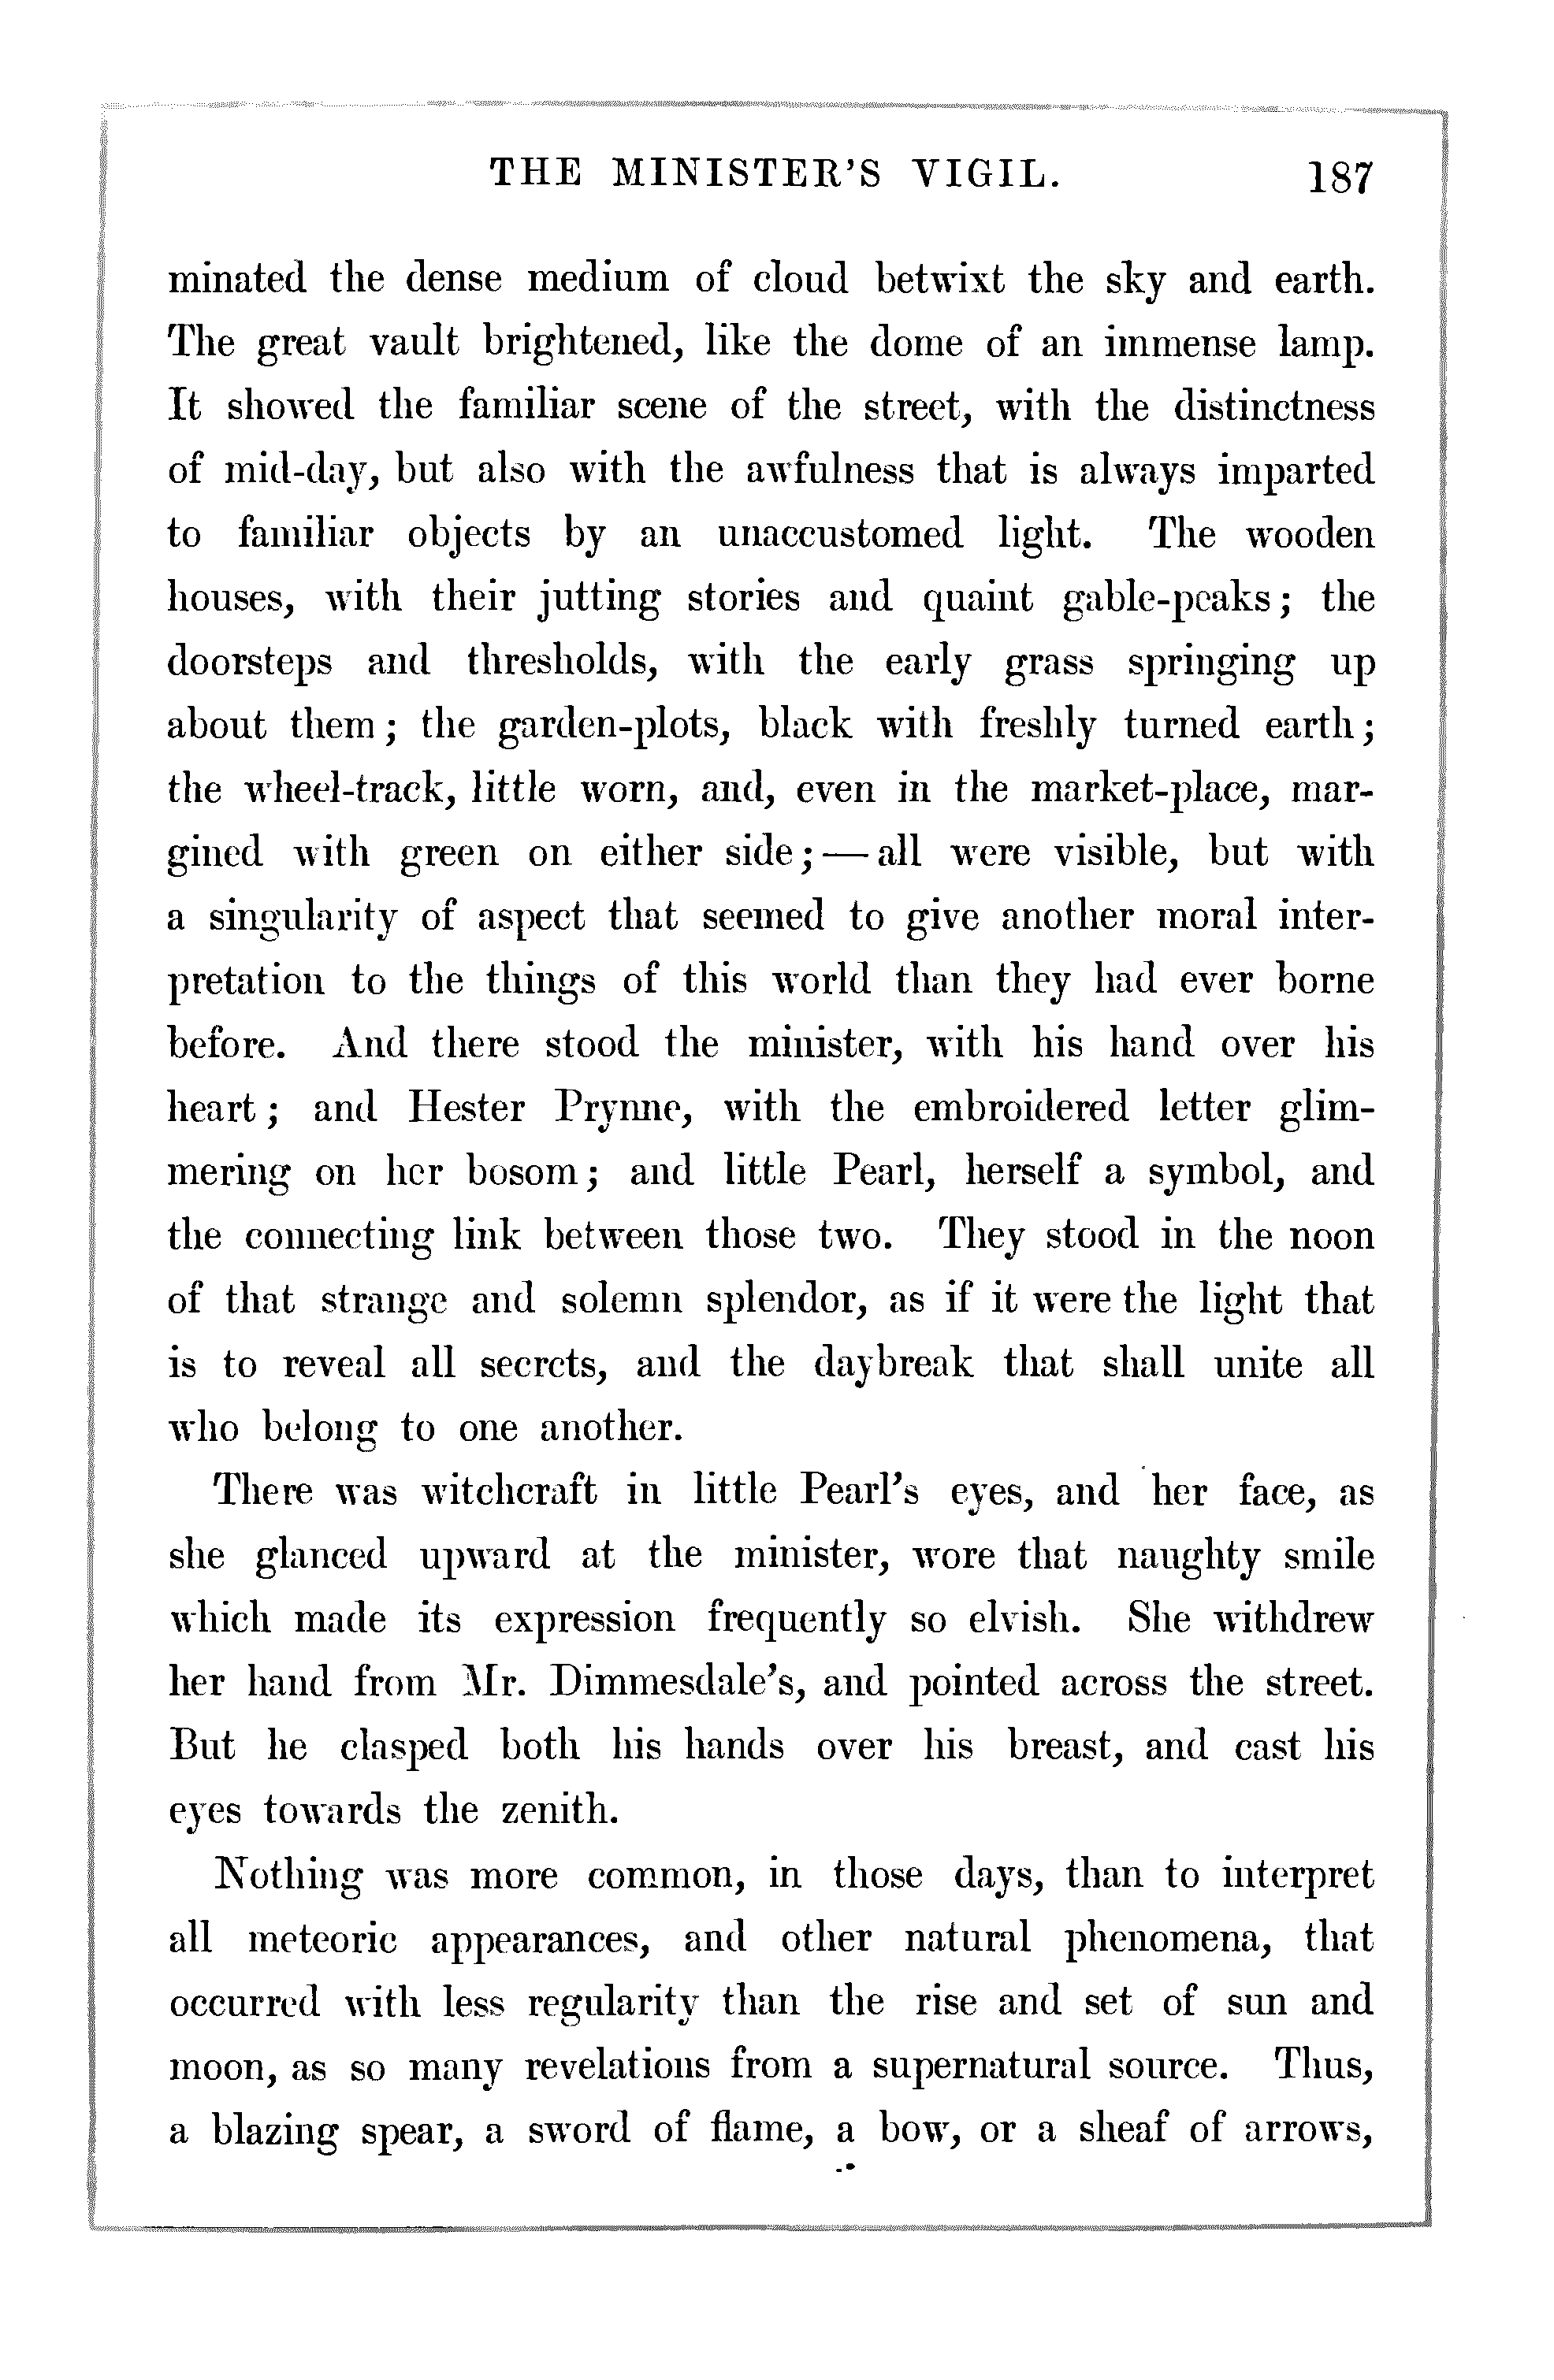 THE MINISTER'S VIGIL. 187
minated the dense medium of cloud betwixt the sky and earth.
The great vault brightened, like the dome of an immense lamp.
It showed the familiar scene of the street, with the distinctness
of mid-day, but also with the awfulness that is always imparted
to familiar objects by an unaccustomed light. The wooden
houses, with their jutting stories and quaint gable-peaks; the
doorsteps and thresholds, with the early grass springing up
about them; the garden-plots, black with freshly turned earth;
the wheel-track, little worn, and, even in the market-place, mar-
gined with green on either side;—all were visible, but with
a singularity of aspect that seemed to give another moral inter-
pretation to the things of this world than they had ever borne
before. And there stood the minister, with his hand over his
heart; and Hester Prynne, with the embroidered letter glim-
mering on her bosom; and little Pearl, herself a symbol, and
the connecting link between those two. They stood in the noon
of that strange and solemn splendor, as if it were the light that
is to reveal all secrets, and the daybreak that shall unite all
who belong to one another.
There was witchcraft in little Pearl's eyes, and her face, as
she glanced upward at the minister, wore that naughty smile
which made its expression frequently so elvish. She withdrew
her hand from Mr. Dimmesdale's, and pointed across the street.
But he clasped both his hands over his breast, and cast his
eyes towards the zenith.
Nothing was more common, in those days, than to interpret
all meteoric appearances, and other natural phenomena, that
occurred with less regularity than the rise and set of sun and
moon, as so many revelations from a supernatural source. Thus,
a blazing spear, a sword of flame, a bow, or a sheaf of arrows,